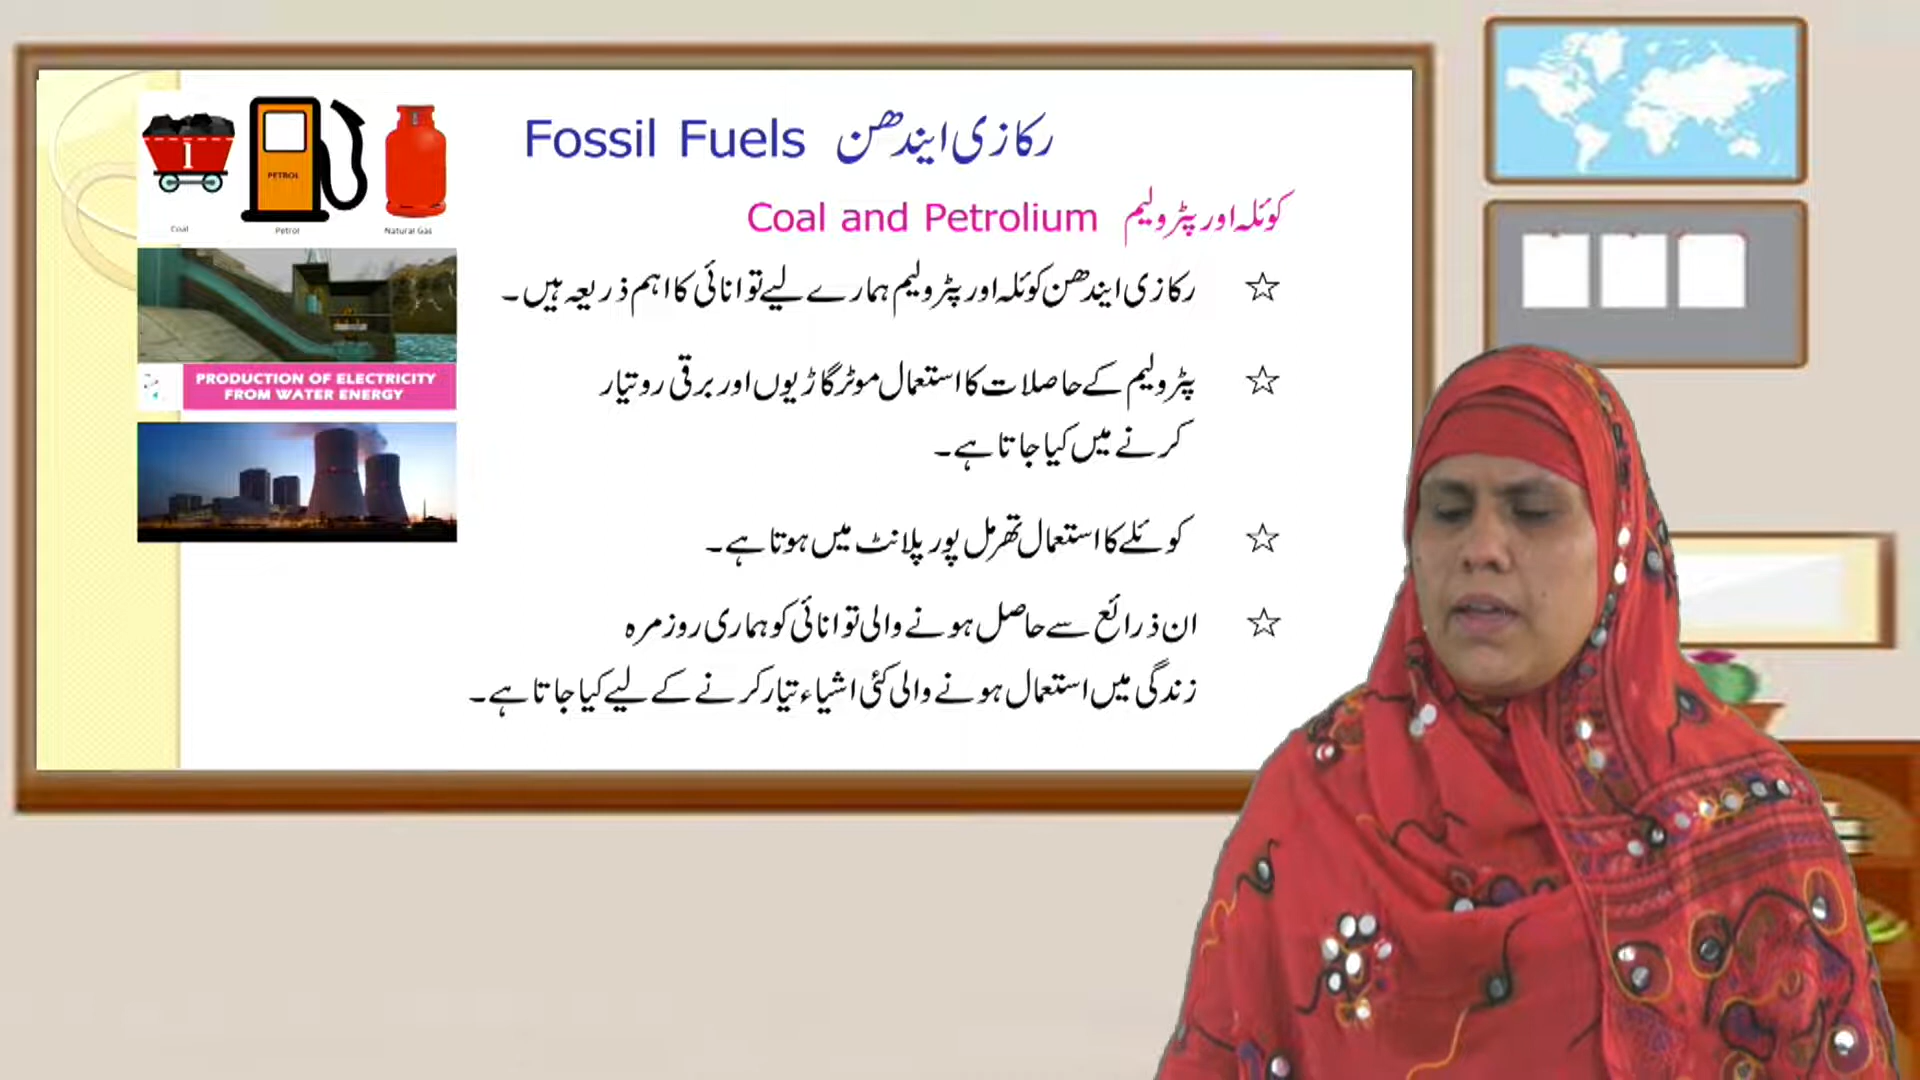 Fossil Fuels رکازی ایندھن
Coal and Petrolium کوئلہ اور پٹرولیم
☆ رکازی ایندھن کوئلہ اور پٹرولیم ہمارے لیے توانائی کا اہم ذریعہ ہیں۔
☆ پٹرولیم کے حاصلات کا استعمال موٹر گاڑیوں اور برقی رو تیار
کرنے میں کیا جاتا ہے۔
☆ کوئلے کا استعمال تھرمل پور پلانٹ میں ہوتا ہے۔
☆ ان ذرائع سے حاصل ہونے والی توانائی کو ہماری روزمرہ
زندگی میں استعمال ہونے والی کئی اشیاء تیار کرنے کے لیے کیا جاتا ہے۔
1
PETROL
Coal
Petrol
Natural Gas
PRODUCTION OF ELECTRICITY
FROM WATER ENERGY